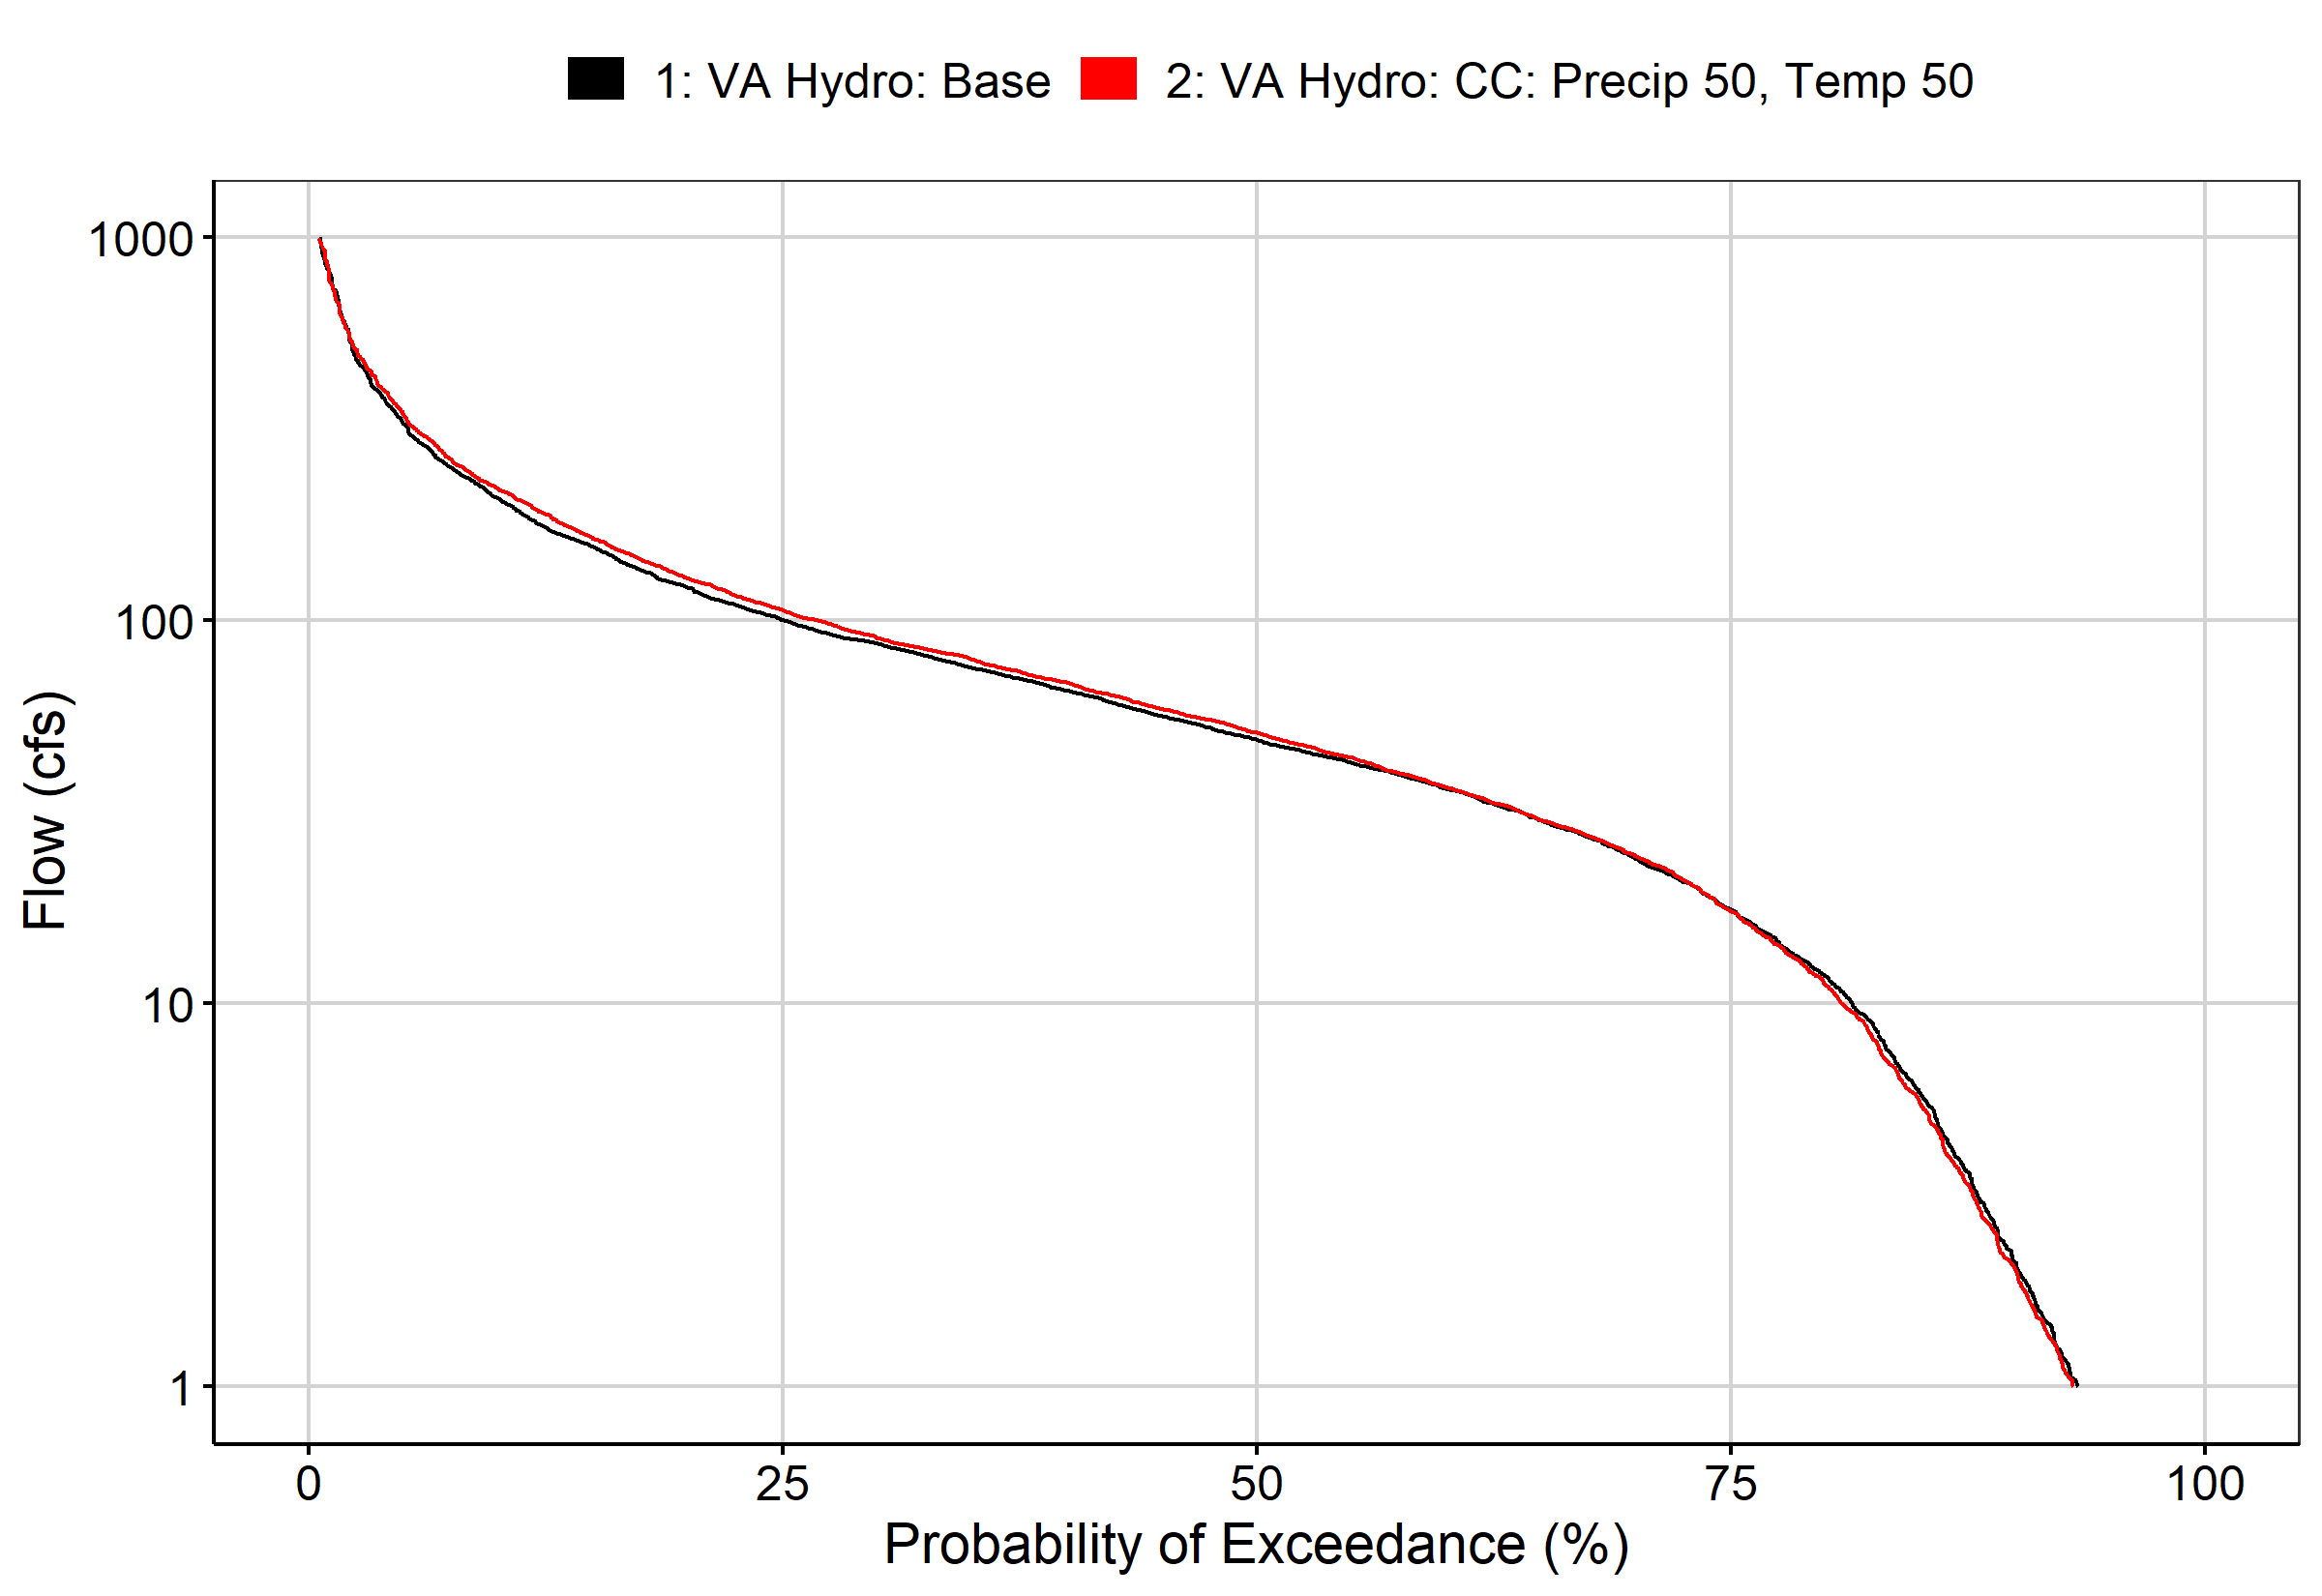 1: VA Hydro: Base 2: VA Hydro: CC: Precip 50, Temp 50
1000
100
10
1
Flow (cfs)
0 25 50 75 100
Probability of Exceedance (%)